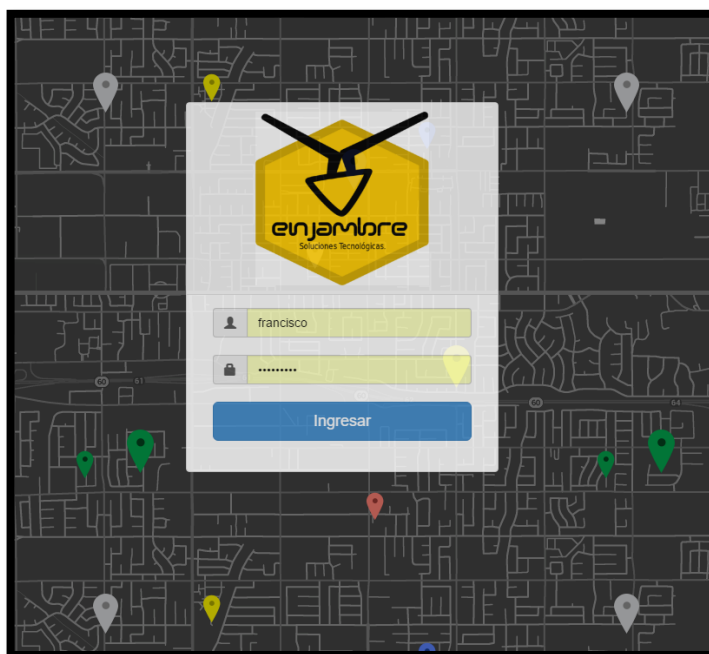 enjambre
Soluciones Tecnológicas.
francisco
•••••••••
Ingresar
60
61
60
64